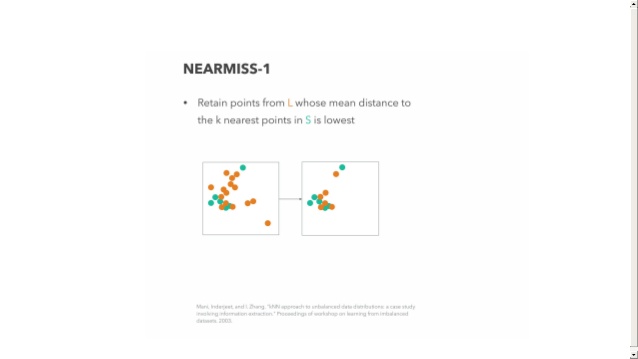 NEARMISS-1
• Retain points from L whose mean distance to
the k nearest points in S is lowest
Mani, Inderjeet, and I. Zhang. "kNN approach to unbalanced data distributions: a case study
involving information extraction." Proceedings of workshop on learning from imbalanced
datasets. 2003.